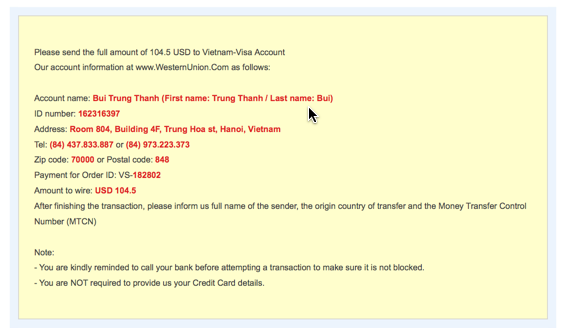 Please send the full amount of 104.5 USD to Vietnam-Visa Account
Our account information at www.WesternUnion.Com as follows:
Account name: Bui Trung Thanh (First name: Trung Thanh / Last name: Bui)
ID number: 162316397
Address: Room 804, Building 4F, Trung Hoa st, Hanoi, Vietnam
Tel: (84) 437.833.887 or (84) 973.223.373
Zip code: 70000 or Postal code: 848
Payment for Order ID: VS-182802
Amount to wire: USD 104.5
After finishing the transaction, please inform us full name of the sender, the origin country of transfer and the Money Transfer Control
Number (MTCN)
Note:
- You are kindly reminded to call your bank before attempting a transaction to make sure it is not blocked.
- You are NOT required to provide us your Credit Card details.